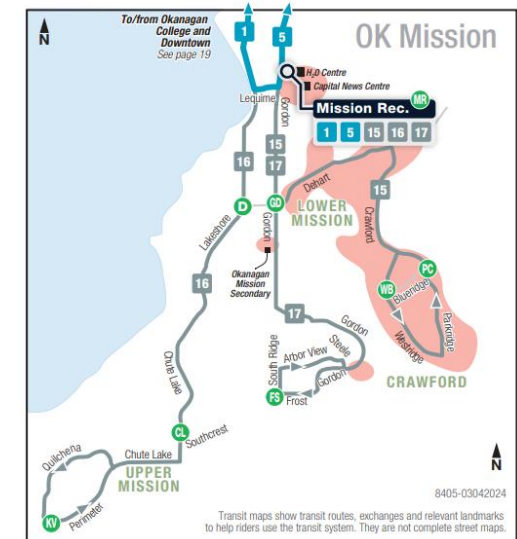 N
To/from Okanagan
College and
Downtown
See page 19
1
5
OK Mission
H2O Centre
Capital News Centre
Lequime
Gordon
Mission Rec.
MR
1 5 15 16 17
16
15
17
Dehart
15
D
GD
LOWER
MISSION
Crawford
Lakeshore
Gordon
Okanagan
Mission
Secondary
16
PC
WB
Blueridge
Westridge
Parkridge
CRAWFORD
17
Gordon
Steele
South Ridge
Arbor View
Gordon
FS
Frost
Chute Lake
CL
Southcrest
Quilchena
Chute Lake
UPPER
MISSION
KV
Perimeter
N
8405-03042024
Transit maps show transit routes, exchanges and relevant landmarks
to help riders use the transit system. They are not complete street maps.